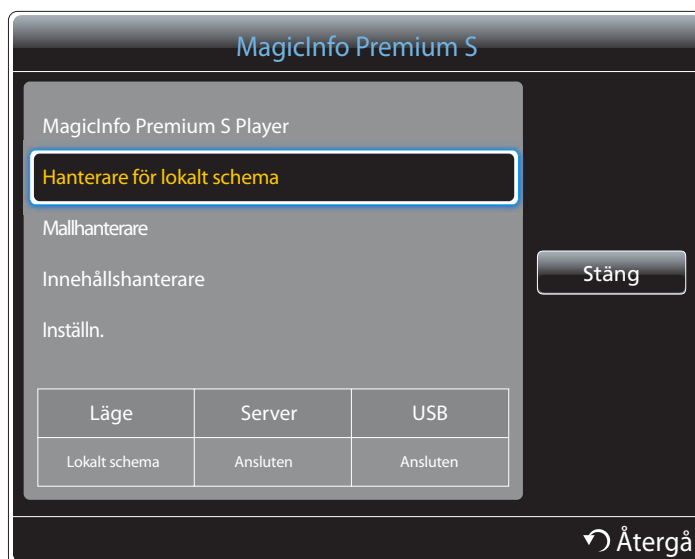 MagicInfo Premium S
MagicInfo Premium S Player
Hanterare för lokalt schema
Mallhanterare
Innehållshanterare
Inställn.
Stäng
Läge Server USB
Lokalt schema Ansluten Ansluten
Återgå